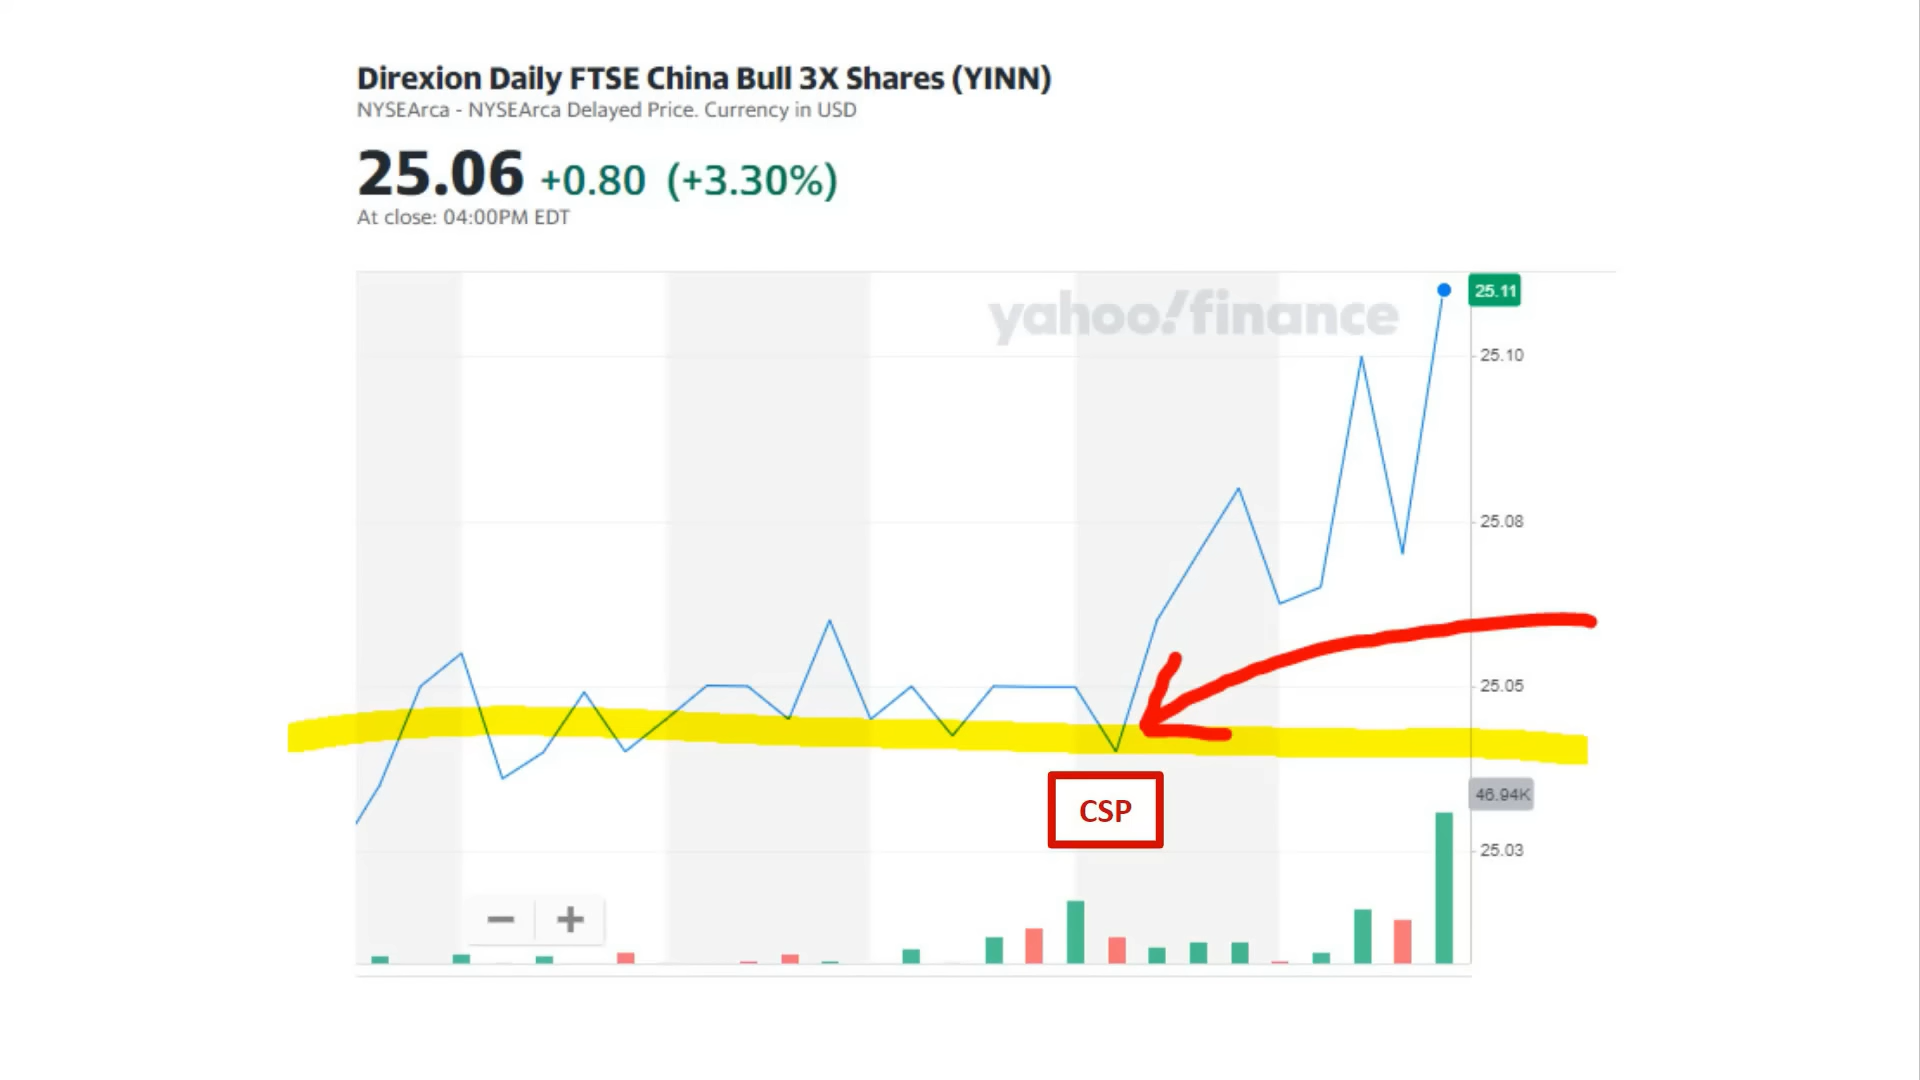 Direxion Daily FTSE China Bull 3X Shares (YINN)
NYSEArca - NYSEArca Delayed Price. Currency in USD
25.06 +0.80 (+3.30%)
At close: 04:00PM EDT
yahoo!finance
25.11
25.10
25.08
25.05
46.94K
CSP
25.03